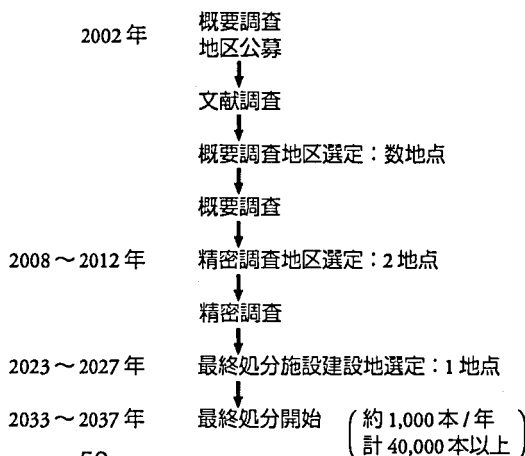 2002年
概要調査
地区公募
文献調査
概要調査地区選定：数地点
概要調査
2008～2012年 精密調査地区選定：2地点
精密調査
2023～2027年 最終処分施設建設地選定：1地点
2033～2037年 最終処分開始 (約1,000本/年
計40,000本以上)